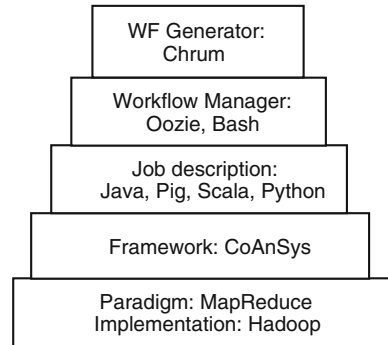 WF Generator:
Chrum
Workflow Manager:
Oozie, Bash
Job description:
Java, Pig, Scala, Python
Framework: CoAnSys
Paradigm: MapReduce
Implementation: Hadoop